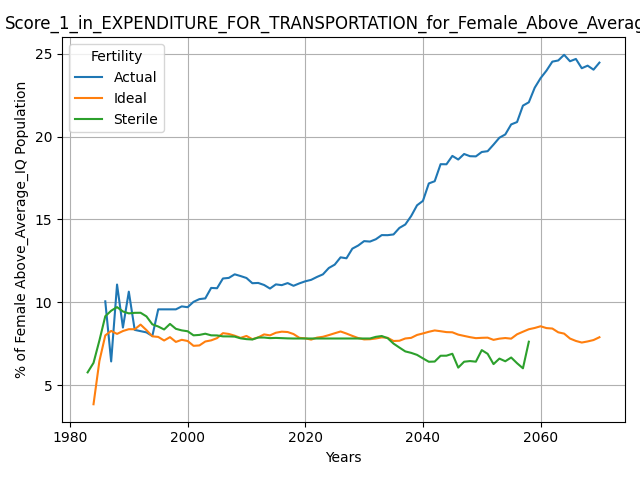 Score_1_in_EXPENDITURE_FOR_TRANSPORTATION_for_Female_Above_Averag
Fertility
Actual
Ideal
Sterile
% of Female Above_Average_IQ Population
25
20
15
10
5
1980
2000
2020
2040
2060
Years